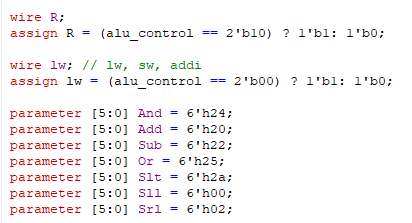 wire R;
assign R = (alu_control == 2'b10) ? 1'b1: 1'b0;
wire lw; // lw, sw, addi
assign lw = (alu_control == 2'b00) ? 1'b1: 1'b0;
parameter [5:0] And = 6'h24;
parameter [5:0] Add = 6'h20;
parameter [5:0] Sub = 6'h22;
parameter [5:0] Or = 6'h25;
parameter [5:0] Slt = 6'h2a;
parameter [5:0] Sll = 6'h00;
parameter [5:0] Srl = 6'h02;